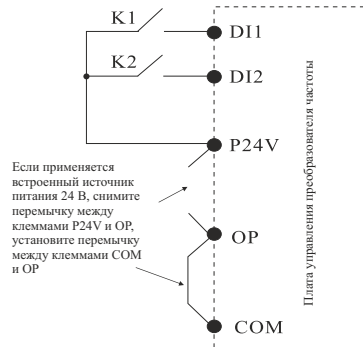 K1
DI1
K2
DI2
P24V
Если применяется
встроенный источник
питания 24 В, снимите
перемычку между
клеммами P24V и OP,
установите перемычку
между клеммами COM
и OP
OP
COM
Плата управления преобразователя частоты